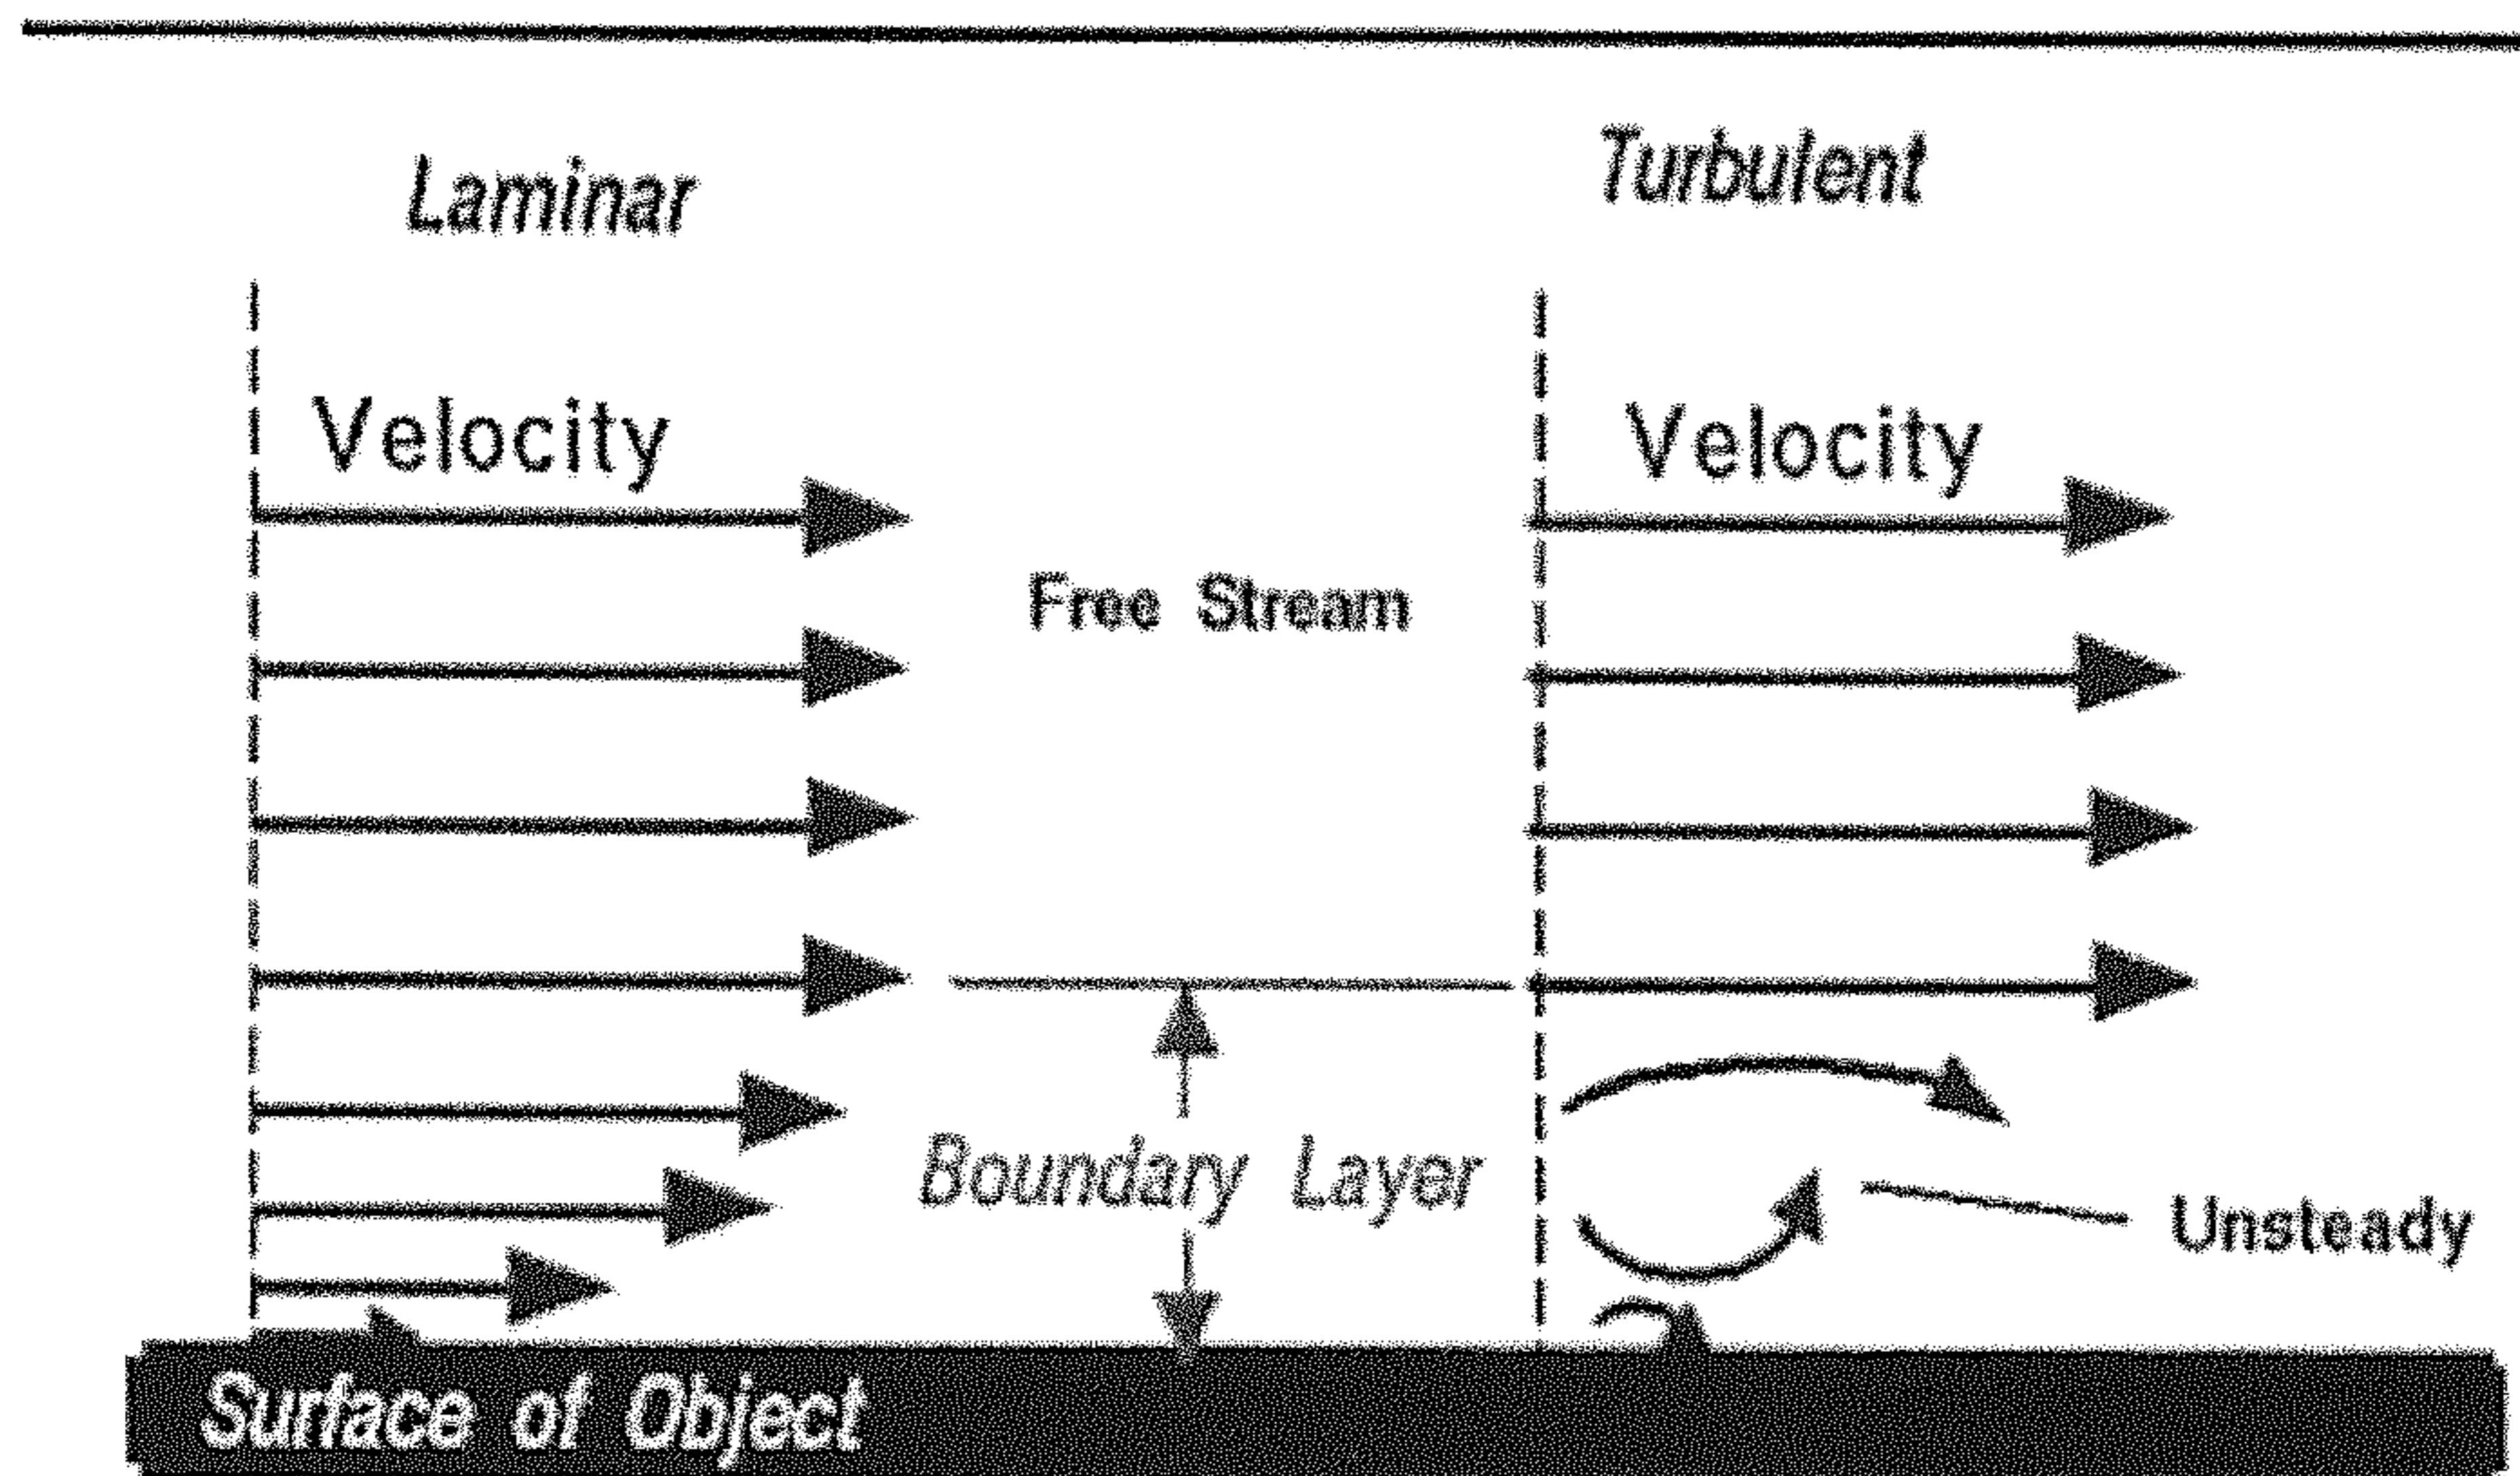 Laminar
Turbulent
Velocity
Velocity
Free Stream
Boundary Layer
Unsteady
Surface of Object